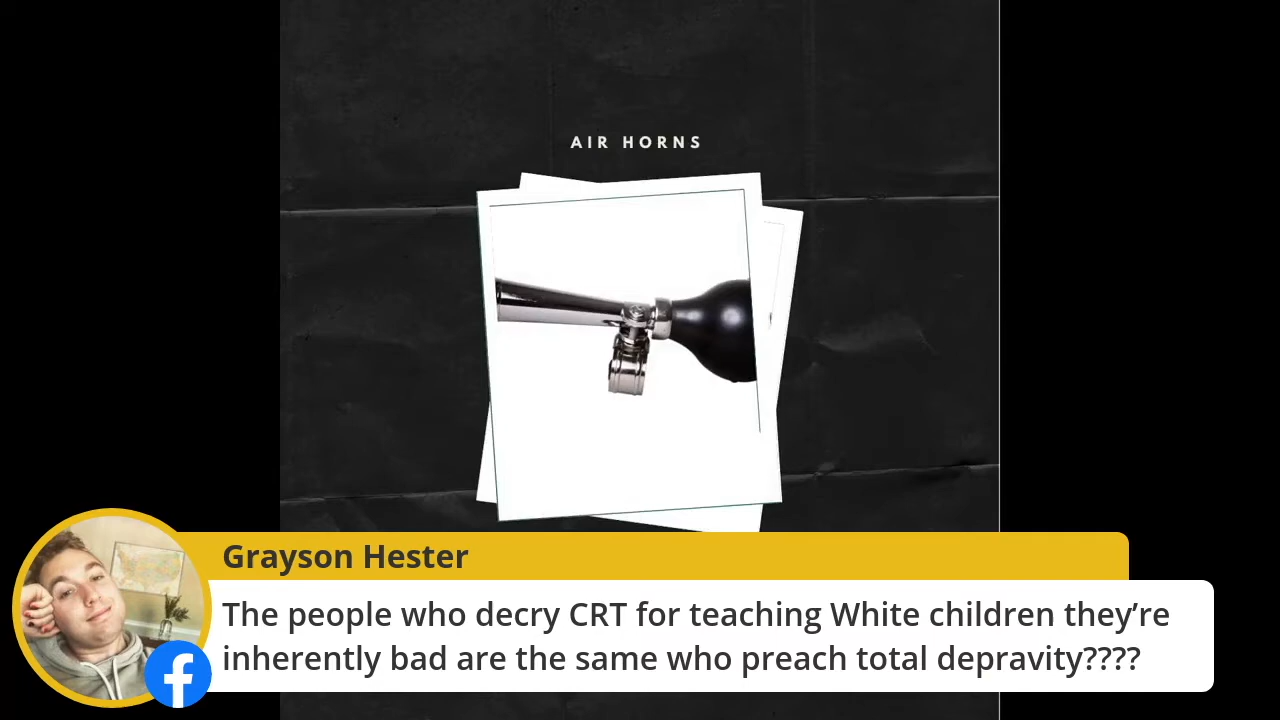 AIR HORNS
Grayson Hester
The people who decry CRT for teaching White children they’re
inherently bad are the same who preach total depravity????